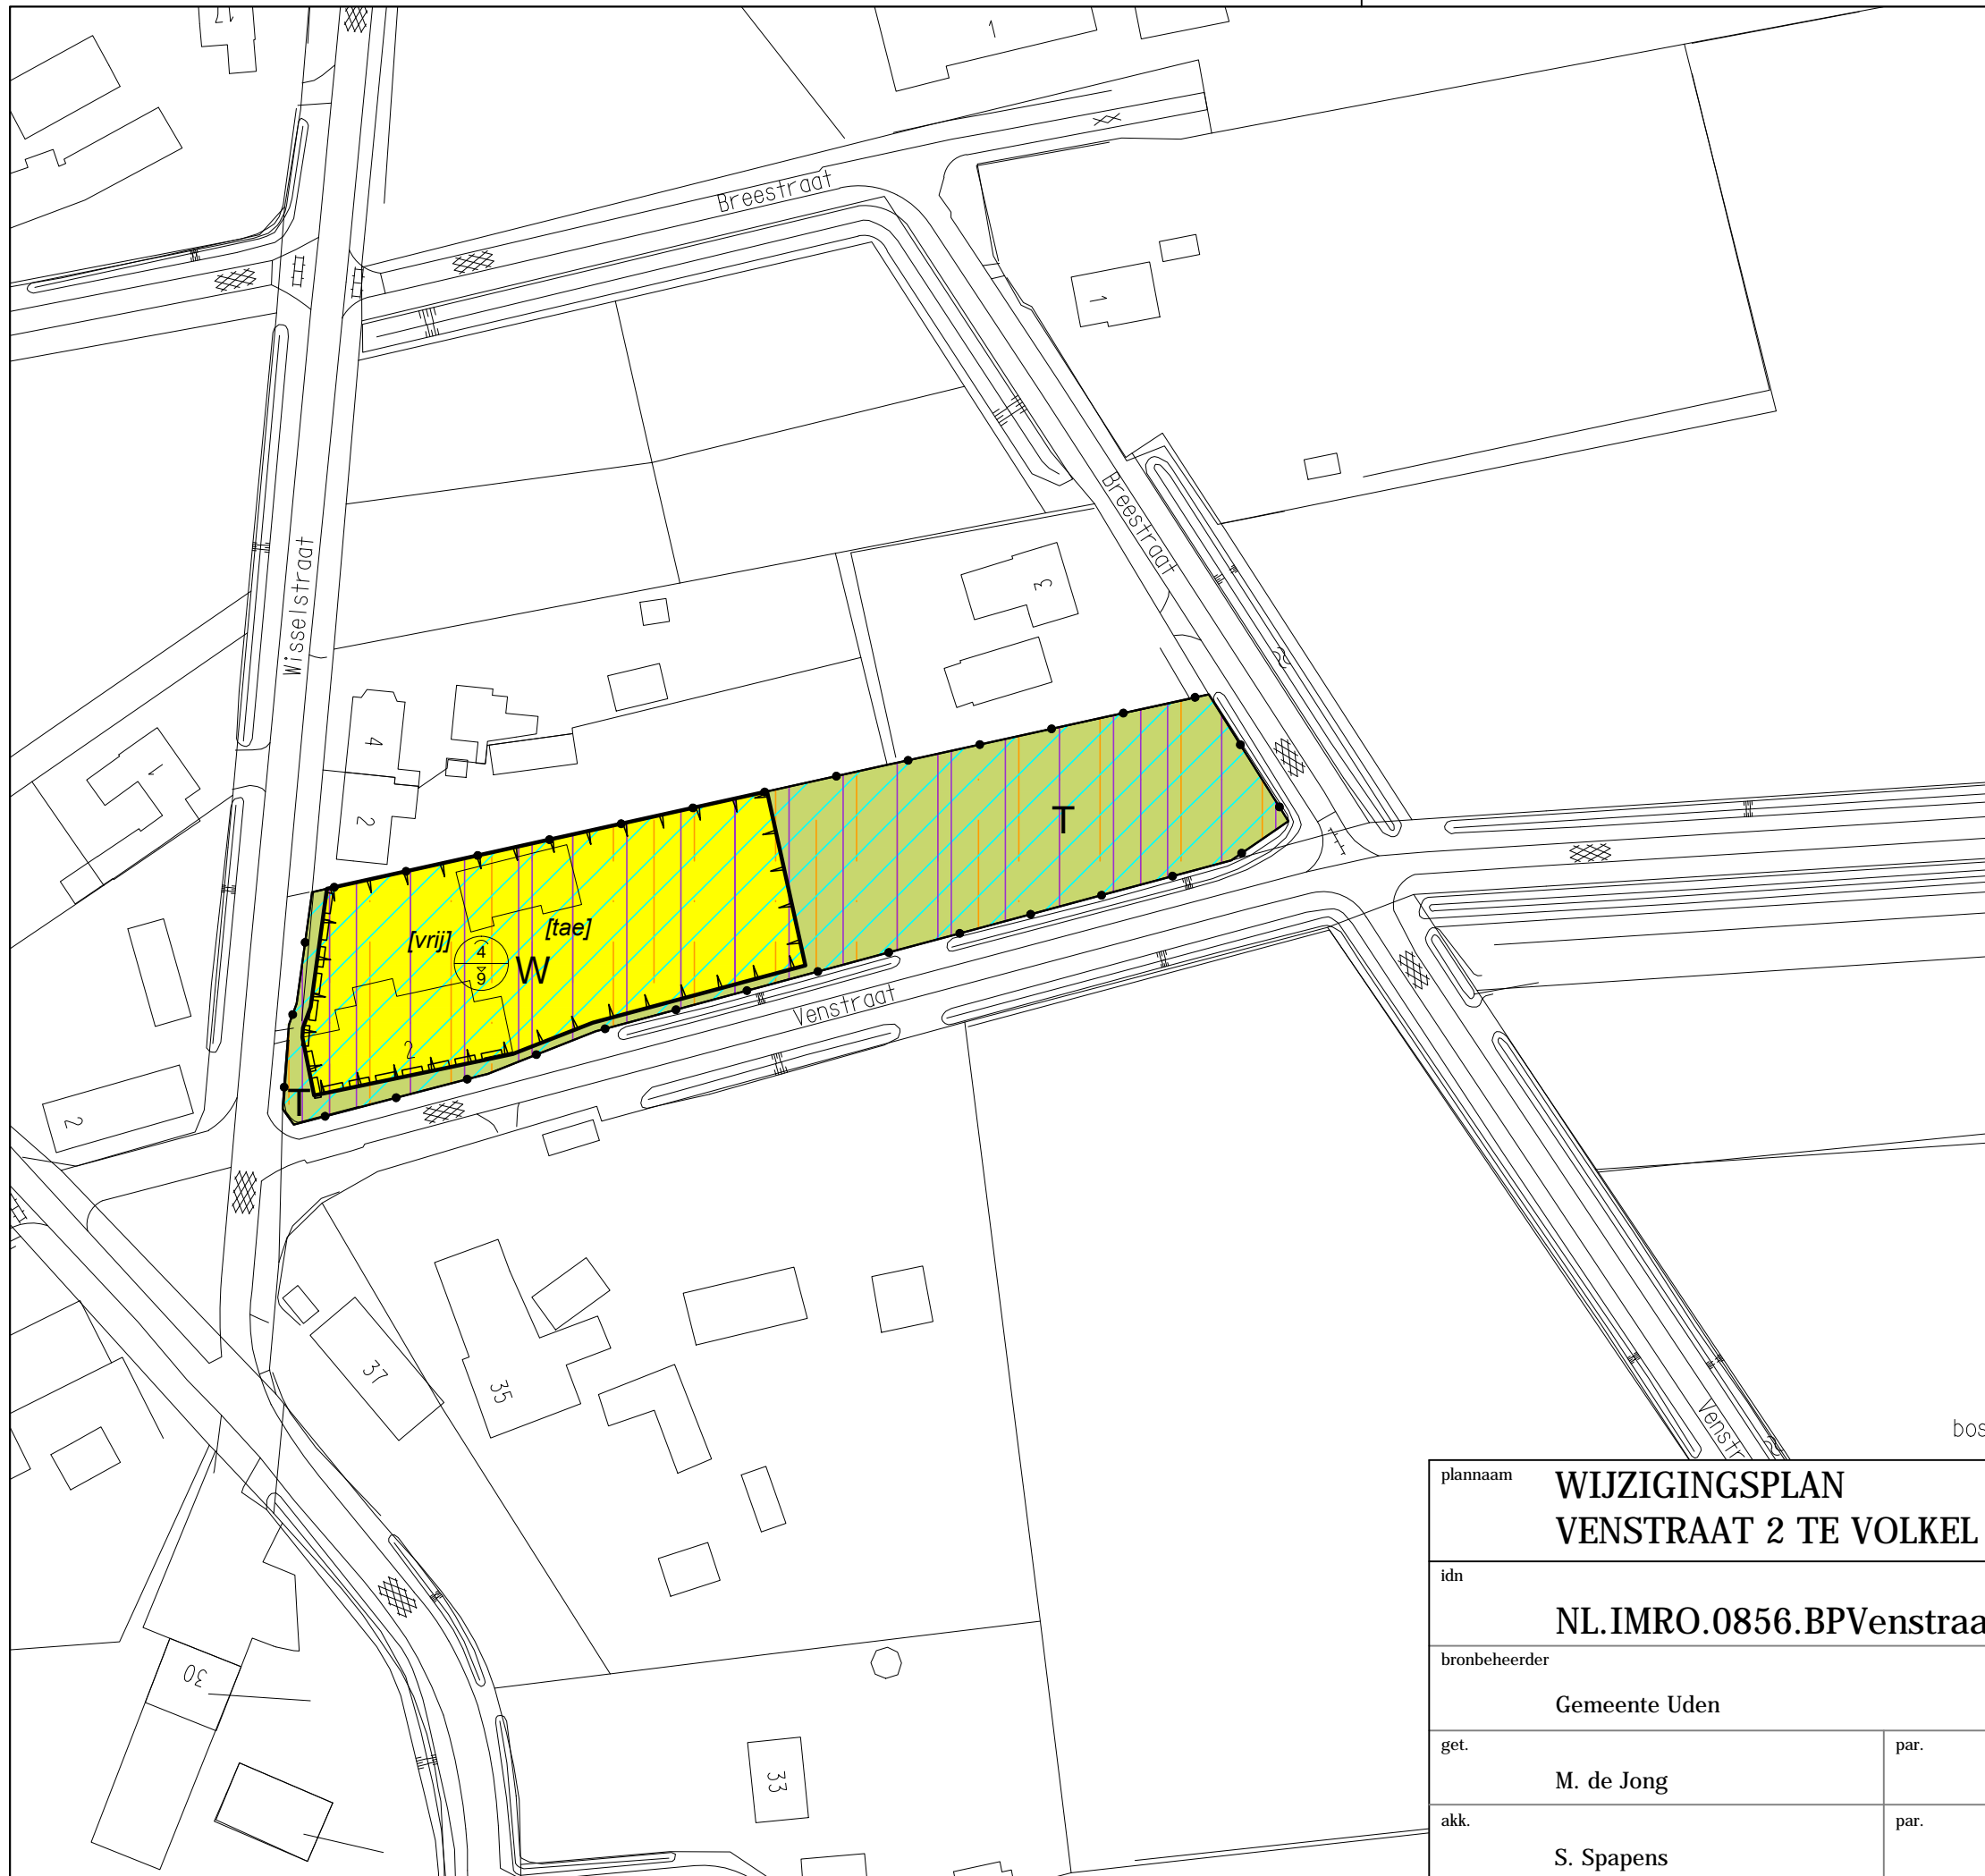 17
1
Breestraat
1
Breestraat
Wisselstraat
3
4
1
2
T
[vrij]
[tae]
4
9
W
2
Venstraat
T
2
37
35
Venstr
bos
30
33
plannaam
WIJZIGINGSPLAN
VENSTRAAT 2 TE VOLKEL
idn
NL.IMRO.0856.BPVenstraa
bronbeheerder
Gemeente Uden
get.
par.
M. de Jong
akk.
par.
S. Spapens